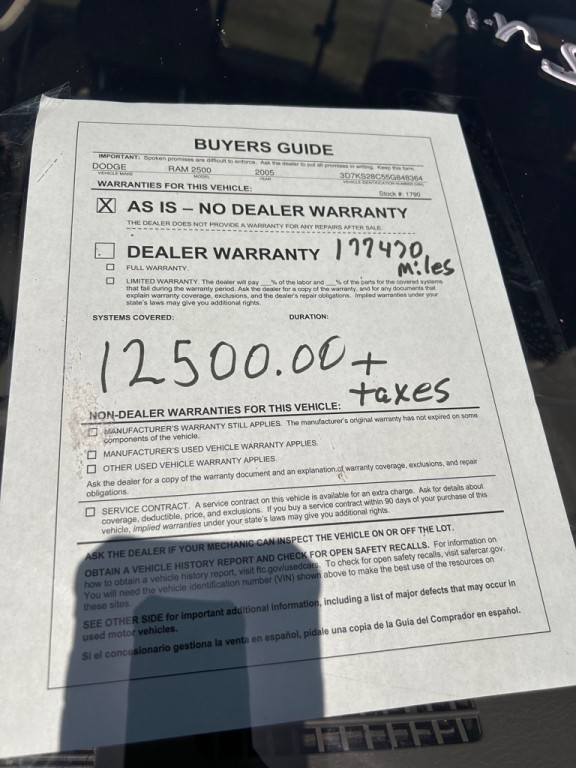 BUYERS GUIDE
IMPORTANT: Spoken promises are difficult to enforce. Ask the dealer to put all promises in writing. Keep this form.
DODGE RAM 2500 2005 3D7KS28C55G848364
VEHICLE MAKE MODEL YEAR VEHICLE IDENTIFICATION NUMBER (VIN)
WARRANTIES FOR THIS VEHICLE:
Stock #: 1790
X AS IS – NO DEALER WARRANTY
THE DEALER DOES NOT PROVIDE A WARRANTY FOR ANY REPAIRS AFTER SALE.
DEALER WARRANTY 177470
miles
FULL WARRANTY.
LIMITED WARRANTY. The dealer will pay ___% of the labor and ___% of the parts for the covered systems
that fail during the warranty period. Ask the dealer for a copy of the warranty, and for any documents that
explain warranty coverage, exclusions, and the dealer's repair obligations. Implied warranties under your
state's laws may give you additional rights.
SYSTEMS COVERED: DURATION:
12500.00 +
taxes
NON-DEALER WARRANTIES FOR THIS VEHICLE:
MANUFACTURER'S WARRANTY STILL APPLIES. The manufacturer's original warranty has not expired on some
components of the vehicle.
MANUFACTURER'S USED VEHICLE WARRANTY APPLIES.
OTHER USED VEHICLE WARRANTY APPLIES.
Ask the dealer for a copy of the warranty document and an explanation of warranty coverage, exclusions, and repair
obligations.
SERVICE CONTRACT. A service contract on this vehicle is available for an extra charge. Ask for details about
coverage, deductible, price, and exclusions. If you buy a service contract within 90 days of your purchase of this
vehicle, implied warranties under your state's laws may give you additional rights.
ASK THE DEALER IF YOUR MECHANIC CAN INSPECT THE VEHICLE ON OR OFF THE LOT.
OBTAIN A VEHICLE HISTORY REPORT AND CHECK FOR OPEN SAFETY RECALLS. For information on
how to obtain a vehicle history report, visit ftc.gov/usedcars. To check for open safety recalls, visit safercar.gov.
You will need the vehicle identification number (VIN) shown above to make the best use of the resources on
these sites.
SEE OTHER SIDE for important additional information, including a list of major defects that may occur in
used motor vehicles.
Si el concesionario gestiona la venta en español, pídale una copia de la Guía del Comprador en español.